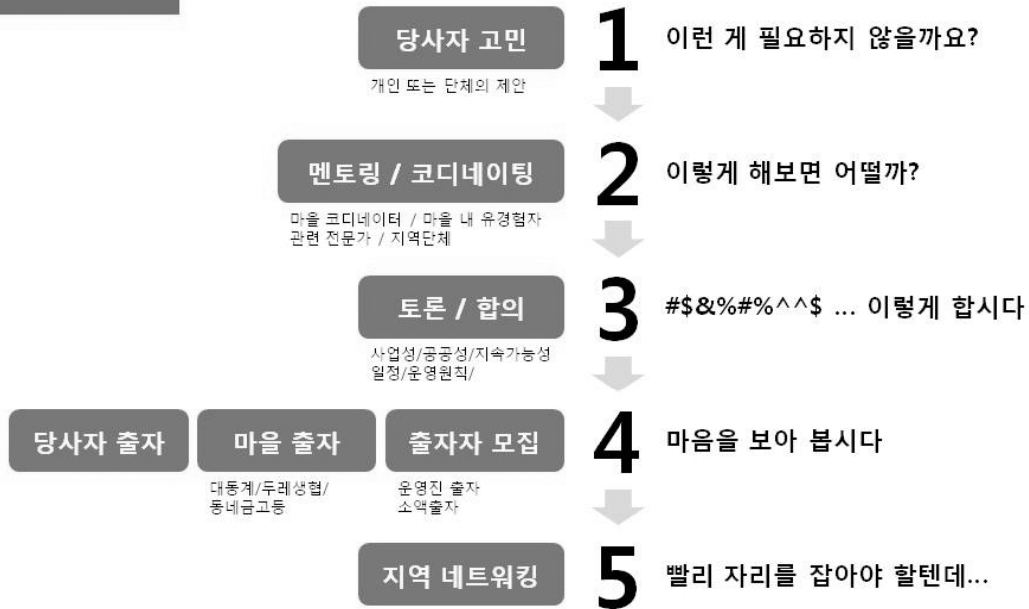 당사자 고민
1
이런 게 필요하지 않을까요?
개인 또는 단체의 제안
멘토링 / 코디네이팅
2
이렇게 해보면 어떨까?
마을 코디네이터 / 마을 내 유경험자
관련 전문가 / 지역단체
토론 / 합의
3
#$&%#%^^$ ... 이렇게 합시다
사업성/공공성/지속가능성
일정/운영원칙/
당사자 출자
마을 출자
출자자 모집
4
마음을 보아 봅시다
대동계/두레생협/
동네금고등
운영진 출자
소액출자
지역 네트워킹
5
빨리 자리를 잡아야 할텐데...